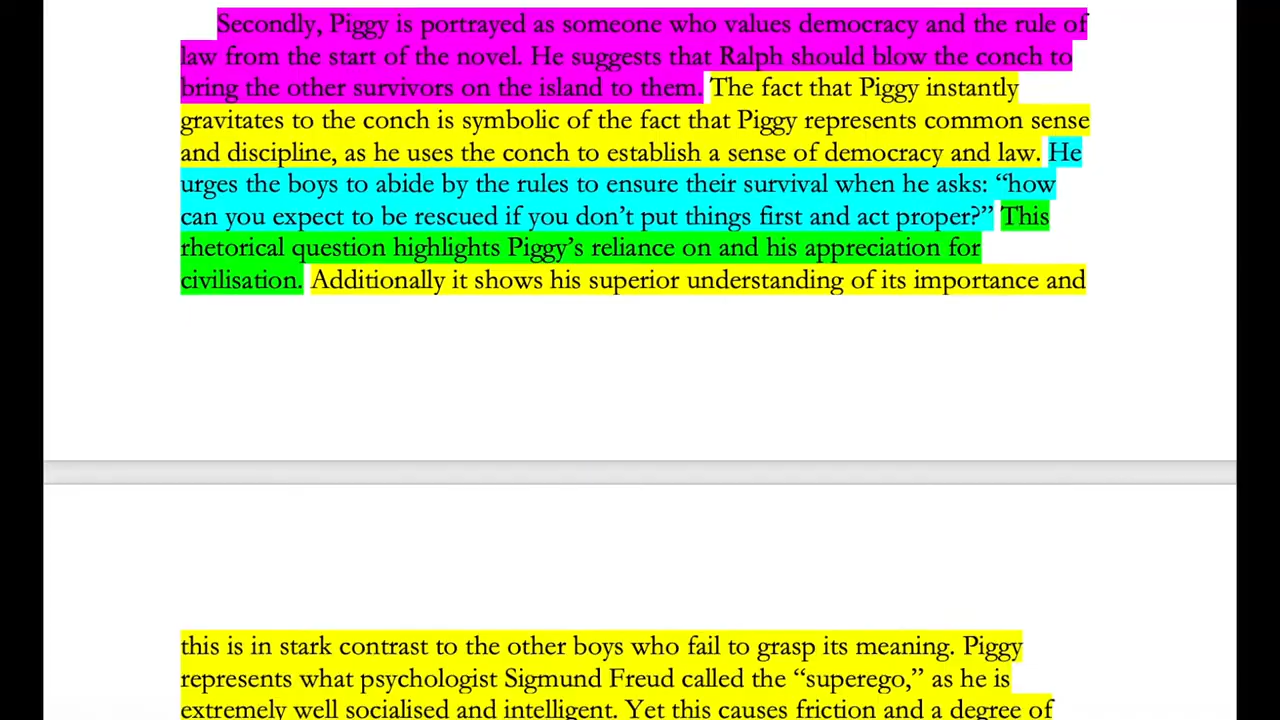 Secondly, Piggy is portrayed as someone who values democracy and the rule of
law from the start of the novel. He suggests that Ralph should blow the conch to
bring the other survivors on the island to them. The fact that Piggy instantly
gravitates to the conch is symbolic of the fact that Piggy represents common sense
and discipline, as he uses the conch to establish a sense of democracy and law. He
urges the boys to abide by the rules to ensure their survival when he asks: “how
can you expect to be rescued if you don’t put things first and act proper?” This
rhetorical question highlights Piggy’s reliance on and his appreciation for
civilisation. Additionally it shows his superior understanding of its importance and
this is in stark contrast to the other boys who fail to grasp its meaning. Piggy
represents what psychologist Sigmund Freud called the “superego,” as he is
extremely well socialised and intelligent. Yet this causes friction and a degree of